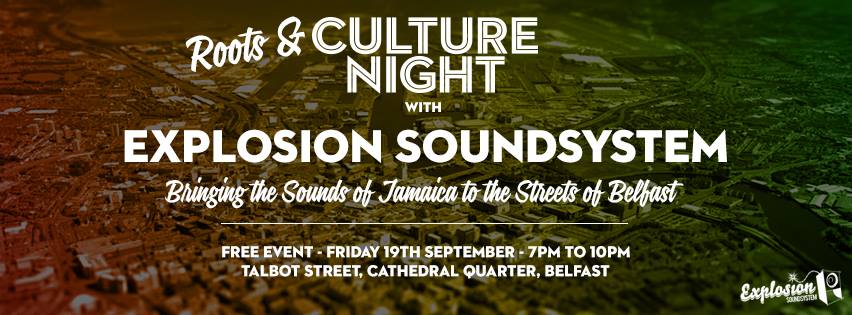 Roots & CULTURE
NIGHT
WITH
EXPLOSION SOUNDSYSTEM
Bringing the Sounds of Jamaica to the Streets of Belfast
FREE EVENT - FRIDAY 19TH SEPTEMBER - 7PM TO 10PM
TALBOT STREET, CATHEDRAL QUARTER, BELFAST
Explosion
SOUNDSYSTEM